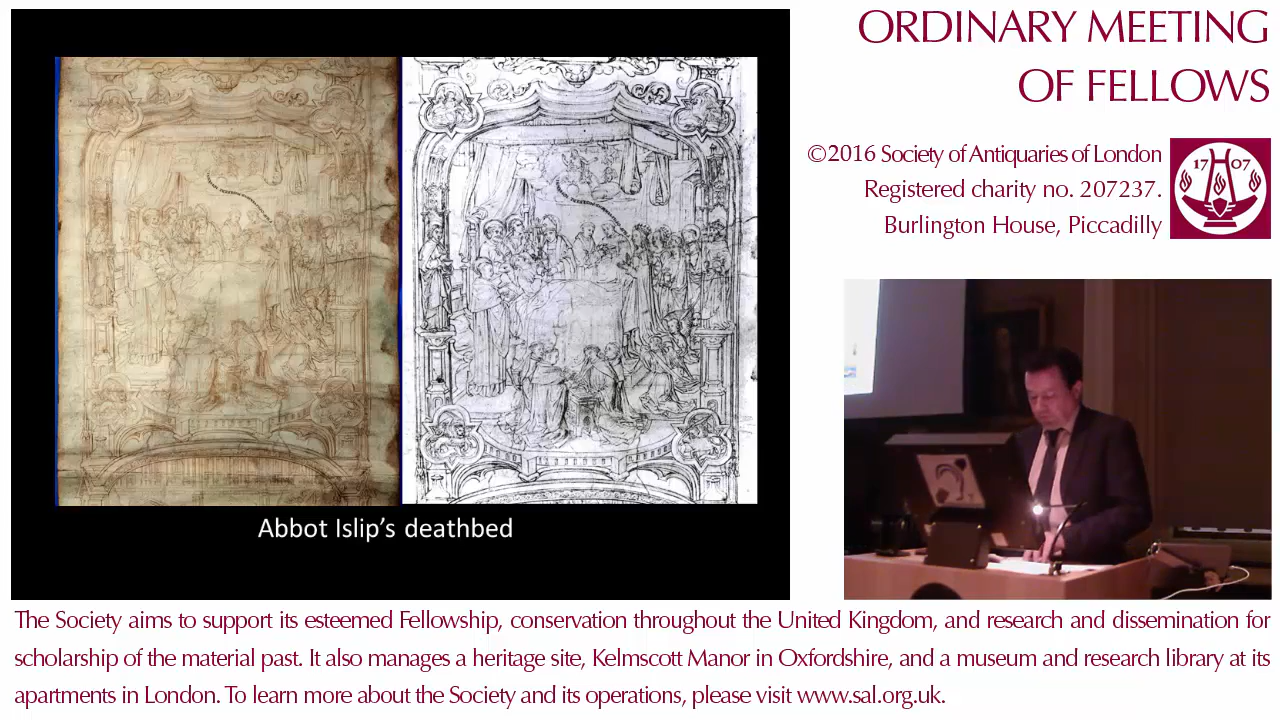 ORDINARY MEETING
OF FELLOWS
©2016 Society of Antiquaries of London
Registered charity no. 207237.
Burlington House, Piccadilly
17 07
Abbot Islip's deathbed
The Society aims to support its esteemed Fellowship, conservation throughout the United Kingdom, and research and dissemination for
scholarship of the material past. It also manages a heritage site, Kelmscott Manor in Oxfordshire, and a museum and research library at its
apartments in London. To learn more about the Society and its operations, please visit www.sal.org.uk.